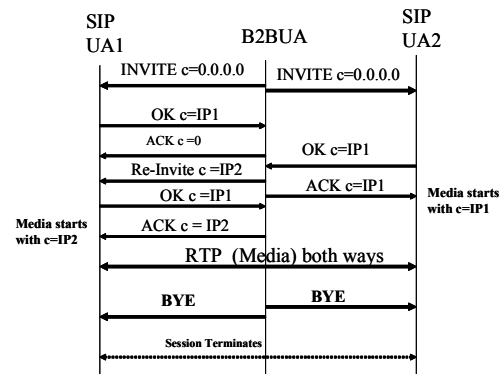 SIP
UA1
B2BUA
SIP
UA2
INVITE c=0.0.0.0
INVITE c=0.0.0.0
OK c=IP1
ACK c =0
OK c=IP1
Re-Invite c =IP2
ACK c=IP1
OK c =IP1
Media starts
with c=IP1
Media starts
with c=IP2
ACK c = IP2
RTP (Media) both ways
BYE
BYE
Session Terminates